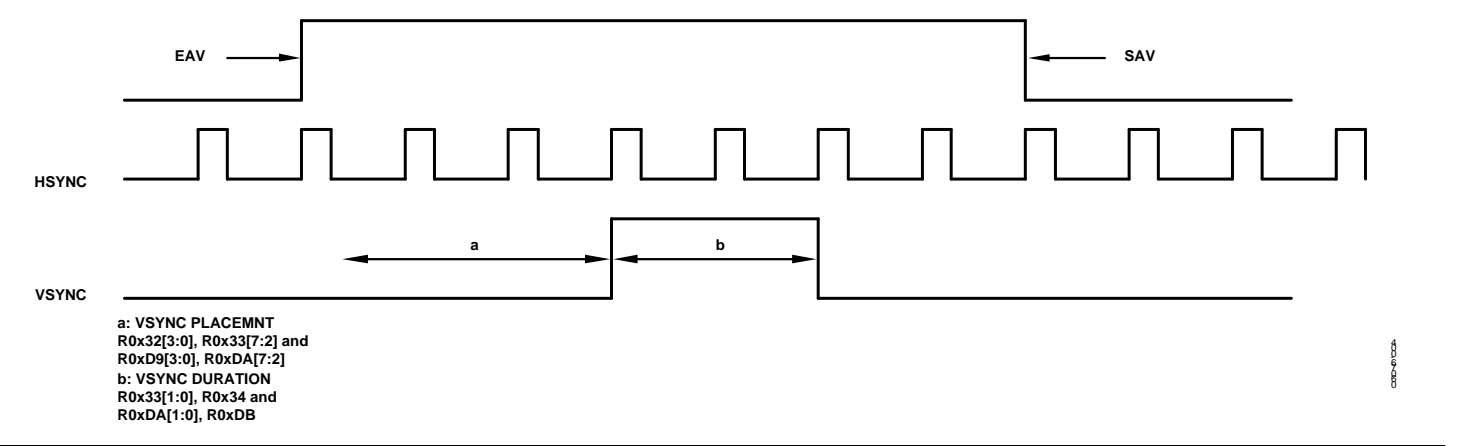 EAV
SAV
HSYNC
a
b
VSYNC
a: VSYNC PLACEMNT
R0x32[3:0], R0x33[7:2] and
R0xD9[3:0], R0xDA[7:2]
b: VSYNC DURATION
R0x33[1:0], R0x34 and
R0xDA[1:0], R0xDB